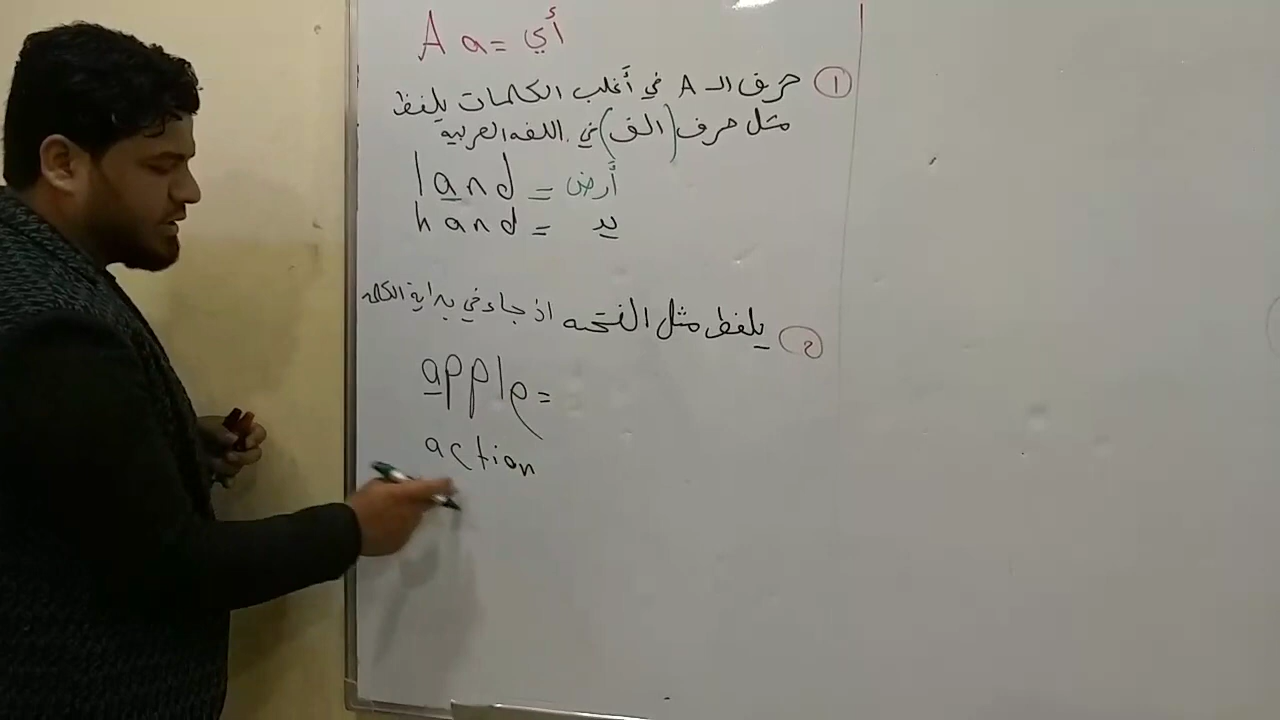 A a = أي
① حرف الـ A في أغلب الكلمات يلفظ
مثل حرف (الف) في اللغه العربيه
land = أرض
hand = يد
② يلفظ مثل الفتحه اذ جاء في بداية الكلمه
apple =
action